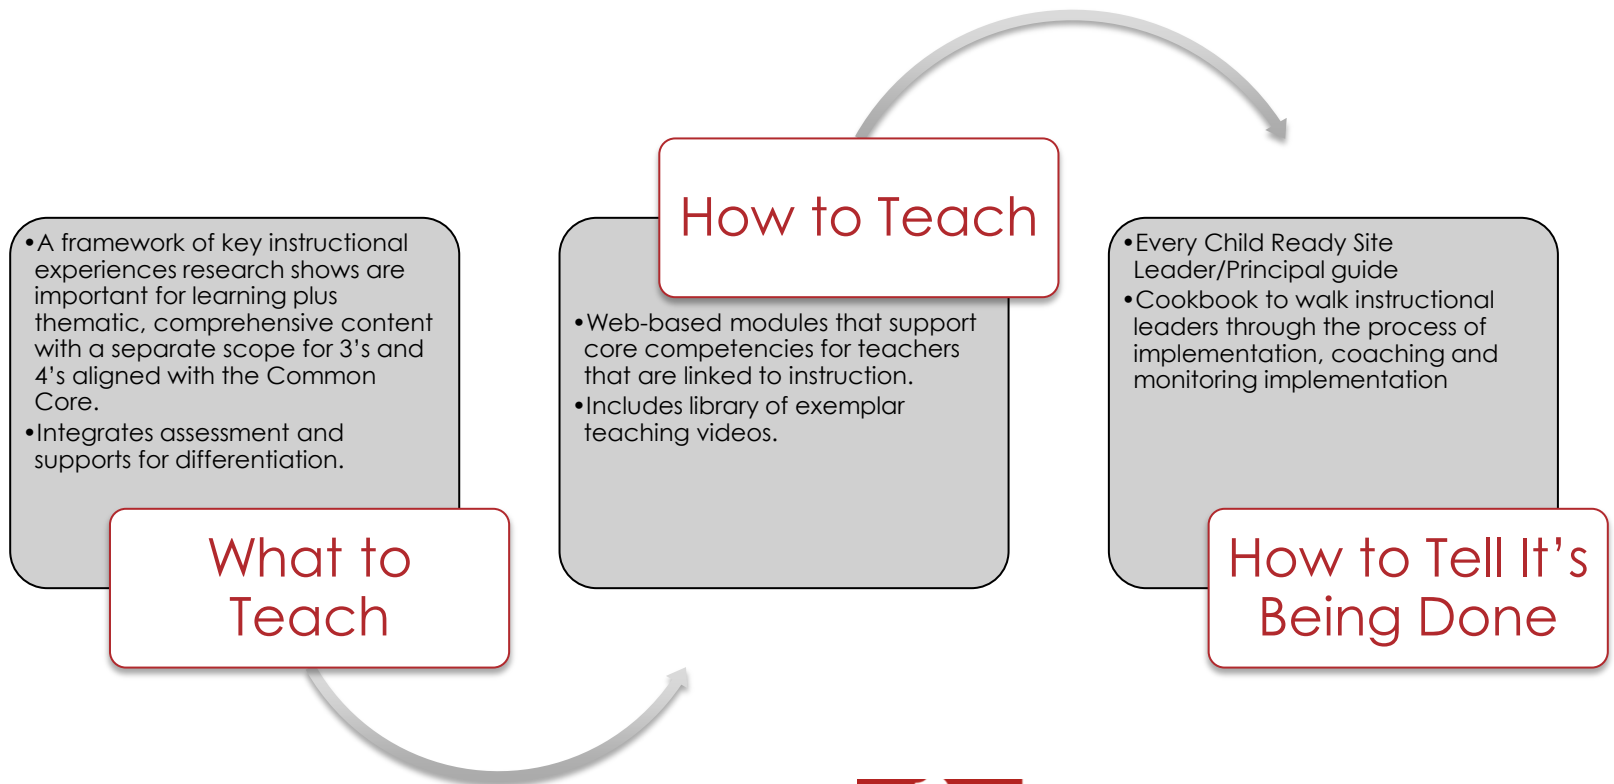 •A framework of key instructional
experiences research shows are
important for learning plus
thematic, comprehensive content
with a separate scope for 3’s and
4’s aligned with the Common
Core.
•Integrates assessment and
supports for differentiation.
What to
Teach
How to Teach
•Web-based modules that support
core competencies for teachers
that are linked to instruction.
•Includes library of exemplar
teaching videos.
•Every Child Ready Site
Leader/Principal guide
•Cookbook to walk instructional
leaders through the process of
implementation, coaching and
monitoring implementation
How to Tell It’s
Being Done